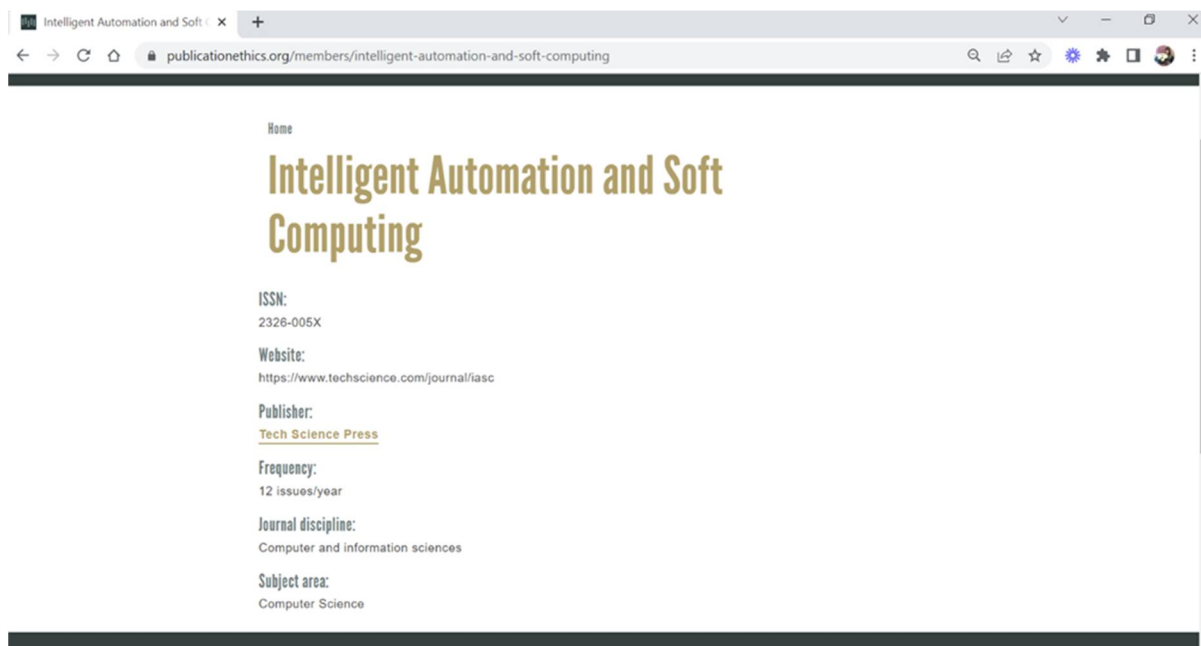 Intelligent Automation and Soft C
publicationethics.org/members/intelligent-automation-and-soft-computing
Home
Intelligent Automation and Soft
Computing
ISSN:
2326-005X
Website:
https://www.techscience.com/journal/iasc
Publisher:
Tech Science Press
Frequency:
12 issues/year
Journal discipline:
Computer and information sciences
Subject area:
Computer Science